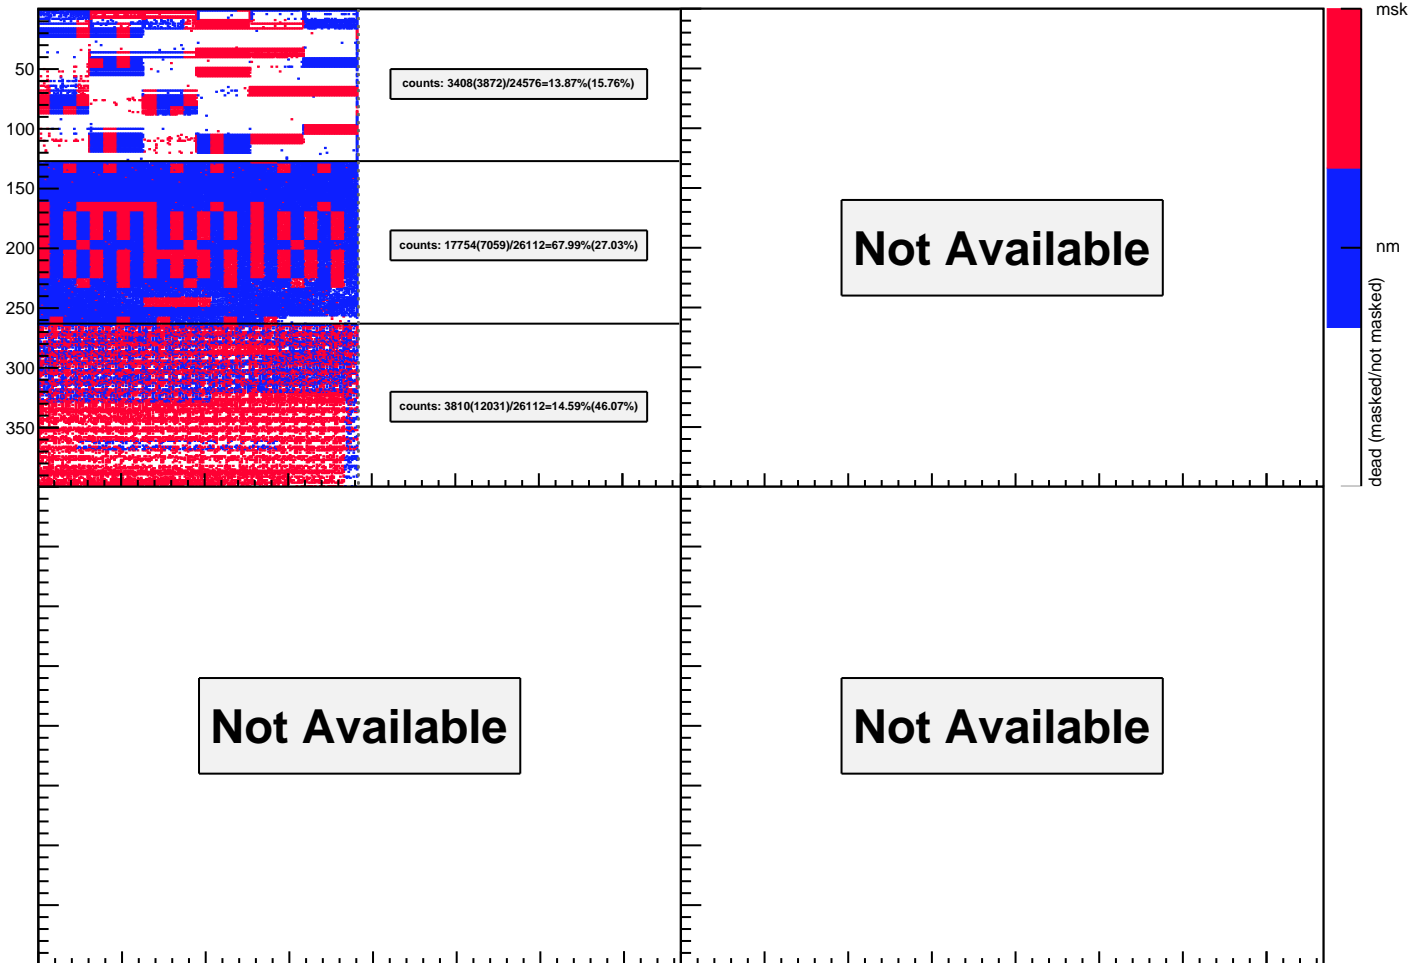 msk
50
counts: 3408(3872)/24576=13.87%(15.76%)
100
150
200
counts: 17754(7059)/26112=67.99%(27.03%)
Not Available
nm
250
300
350
counts: 3810(12031)/26112=14.59%(46.07%)
dead (masked/not masked)
Not Available
Not Available